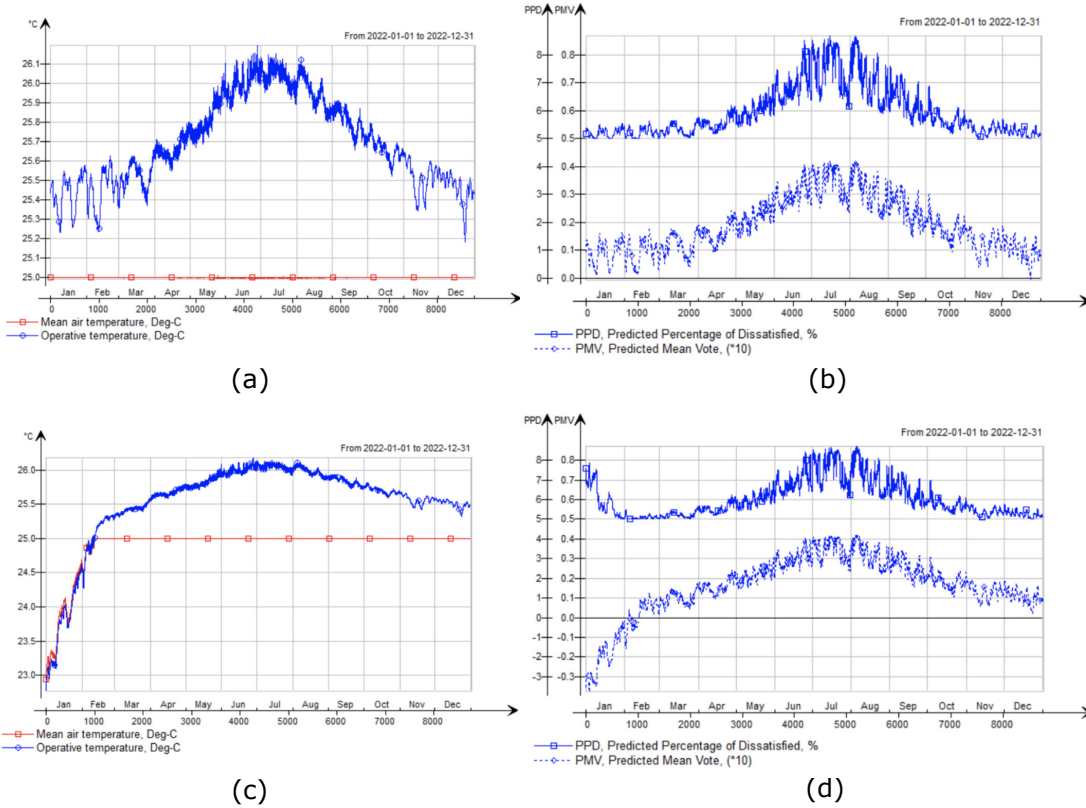 °C
From 2022-01-01 to 2022-12-31
26.1
26.0
25.9
25.8
25.7
25.6
25.5
25.4
25.3
25.2
25.1
25.0
Jan Feb Mar Apr May Jun Jul Aug Sep Oct Nov Dec
0 1000 2000 3000 4000 5000 6000 7000 8000
Mean air temperature, Deg-C
Operative temperature, Deg-C
(a)
PPD PMV
From 2022-01-01 to 2022-12-31
8 0.8
7 0.7
6 0.6
5 0.5
4 0.4
3 0.3
2 0.2
1 0.1
0 0.0
Jan Feb Mar Apr May Jun Jul Aug Sep Oct Nov Dec
0 1000 2000 3000 4000 5000 6000 7000 8000
PPD, Predicted Percentage of Dissatisfied, %
PMV, Predicted Mean Vote, (*10)
(b)
°C
From 2022-01-01 to 2022-12-31
26.0
25.5
25.0
24.0
23.5
23.0
Jan Feb Mar Apr May Jun Jul Aug Sep Oct Nov Dec
0 1000 2000 3000 4000 5000 6000 7000 8000
Mean air temperature, Deg-C
Operative temperature, Deg-C
(c)
PPD PMV
From 2022-01-01 to 2022-12-31
8 0.8
7 0.7
6 0.6
5 0.5
4 0.4
3 0.3
2 0.2
1 0.1
0 0.0
-1 -0.1
-2 0.2
-3 -0.3
Jan Feb Mar Apr May Jun Jul Aug Sep Oct Nov Dec
0 1000 2000 3000 4000 5000 6000 7000 8000
PPD, Predicted Percentage of Dissatisfied, %
PMV, Predicted Mean Vote, (*10)
(d)